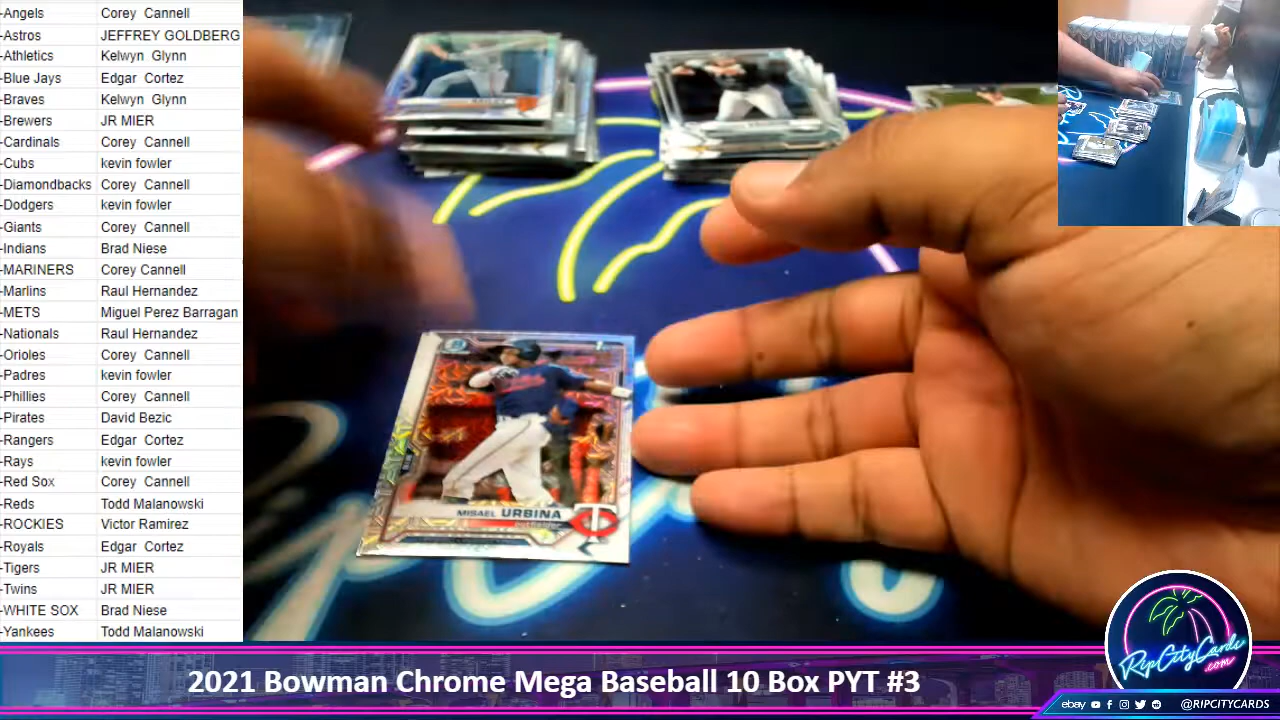 -Angels Corey Cannell
-Astros JEFFREY GOLDBERG
-Athletics Kelwyn Glynn
-Blue Jays Edgar Cortez
-Braves Kelwyn Glynn
-Brewers JR MIER
-Cardinals Corey Cannell
-Cubs kevin fowler
-Diamondbacks Corey Cannell
-Dodgers kevin fowler
-Giants Corey Cannell
-Indians Brad Niese
-MARINERS Corey Cannell
-Marlins Raul Hernandez
-METS Miguel Perez Barragan
-Nationals Raul Hernandez
-Orioles Corey Cannell
-Padres kevin fowler
-Phillies Corey Cannell
-Pirates David Bezic
-Rangers Edgar Cortez
-Rays kevin fowler
-Red Sox Corey Cannell
-Reds Todd Malanowski
-ROCKIES Victor Ramirez
-Royals Edgar Cortez
-Tigers JR MIER
-Twins JR MIER
-WHITE SOX Brad Niese
-Yankees Todd Malanowski
MISAEL URBINA
RipCityCards
.com
2021 Bowman Chrome Mega Baseball 10 Box PYT #3
ebay @RIPCITYCARDS